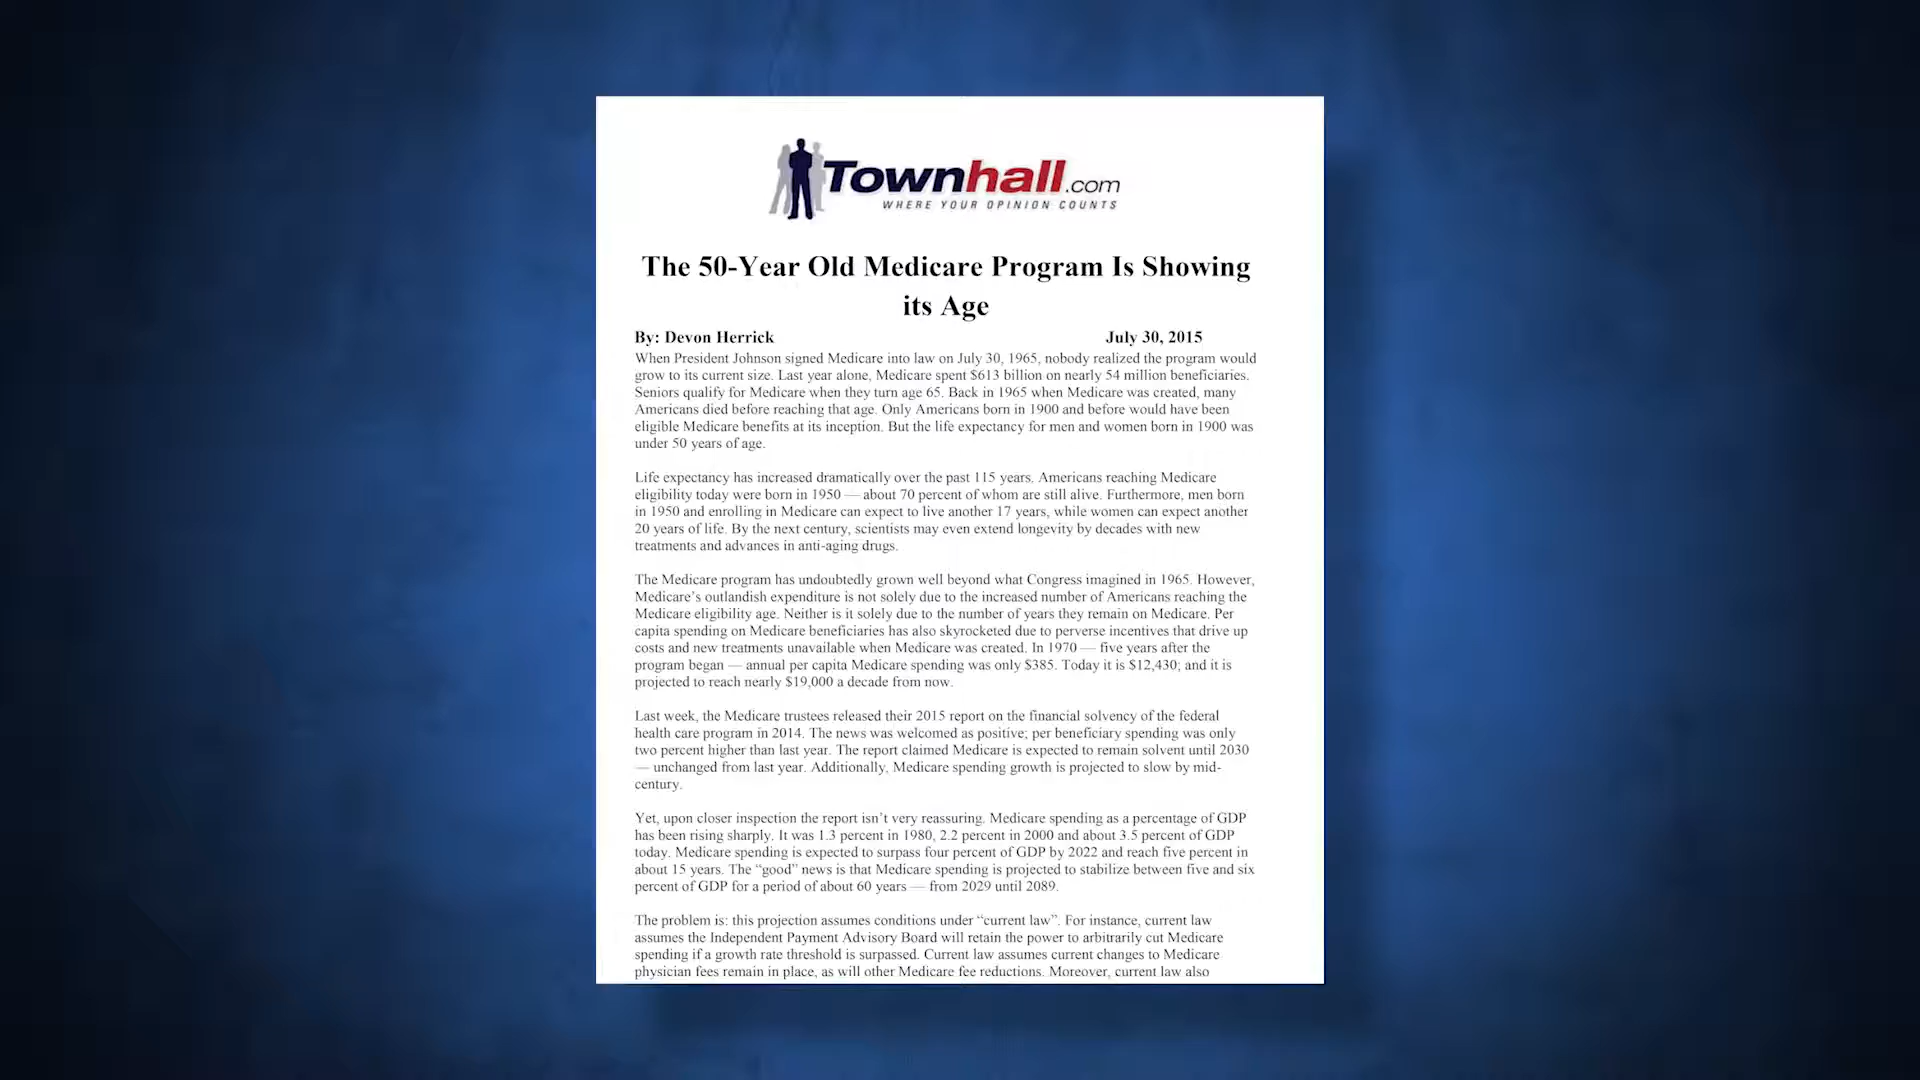 Townhall.com
WHERE YOUR OPINION COUNTS
The 50-Year Old Medicare Program Is Showing
its Age
By: Devon Herrick July 30, 2015
When President Johnson signed Medicare into law on July 30, 1965, nobody realized the program would
grow to its current size. Last year alone, Medicare spent $613 billion on nearly 54 million beneficiaries.
Seniors qualify for Medicare when they turn age 65. Back in 1965 when Medicare was created, many
Americans died before reaching that age. Only Americans born in 1900 and before would have been
eligible Medicare benefits at its inception. But the life expectancy for men and women born in 1900 was
under 50 years of age.
Life expectancy has increased dramatically over the past 115 years. Americans reaching Medicare
eligibility today were born in 1950 — about 70 percent of whom are still alive. Furthermore, men born
in 1950 and enrolling in Medicare can expect to live another 17 years, while women can expect another
20 years of life. By the next century, scientists may even extend longevity by decades with new
treatments and advances in anti-aging drugs.
The Medicare program has undoubtedly grown well beyond what Congress imagined in 1965. However,
Medicare's outlandish expenditure is not solely due to the increased number of Americans reaching the
Medicare eligibility age. Neither is it solely due to the number of years they remain on Medicare. Per
capita spending on Medicare beneficiaries has also skyrocketed due to perverse incentives that drive up
costs and new treatments unavailable when Medicare was created. In 1970 — five years after the
program began — annual per capita Medicare spending was only $385. Today it is $12,430; and it is
projected to reach nearly $19,000 a decade from now.
Last week, the Medicare trustees released their 2015 report on the financial solvency of the federal
health care program in 2014. The news was welcomed as positive; per beneficiary spending was only
two percent higher than last year. The report claimed Medicare is expected to remain solvent until 2030
— unchanged from last year. Additionally, Medicare spending growth is projected to slow by mid-
century.
Yet, upon closer inspection the report isn't very reassuring. Medicare spending as a percentage of GDP
has been rising sharply. It was 1.3 percent in 1980, 2.2 percent in 2000 and about 3.5 percent of GDP
today. Medicare spending is expected to surpass four percent of GDP by 2022 and reach five percent in
about 15 years. The “good” news is that Medicare spending is projected to stabilize between five and six
percent of GDP for a period of about 60 years — from 2029 until 2089.
The problem is: this projection assumes conditions under “current law”. For instance, current law
assumes the Independent Payment Advisory Board will retain the power to arbitrarily cut Medicare
spending if a growth rate threshold is surpassed. Current law assumes current changes to Medicare
physician fees remain in place, as will other Medicare fee reductions. Moreover, current law also